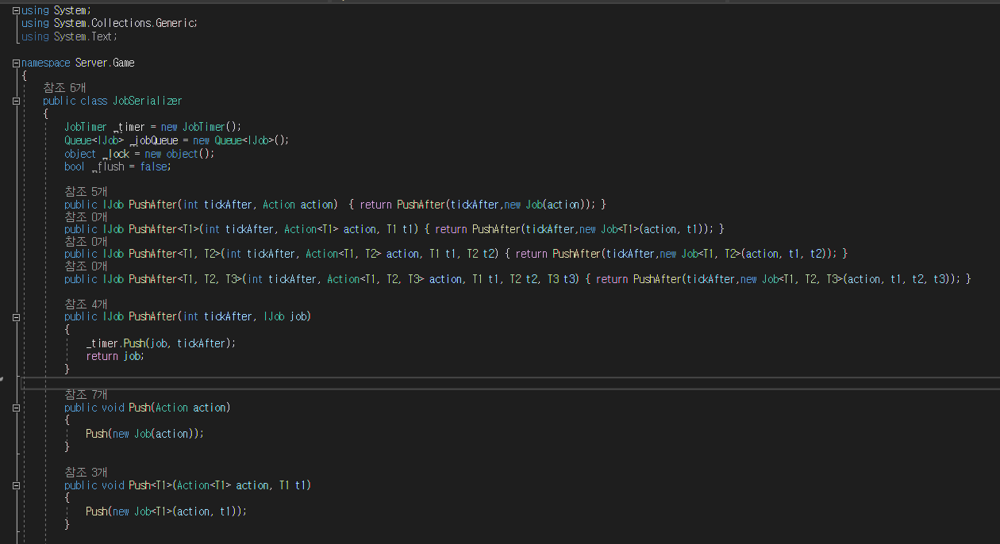 using System;
using System.Collections.Generic;
using System.Text;
namespace Server.Game
{
참조 6개
public class JobSerializer
{
JobTimer _timer = new JobTimer();
Queue<IJob> _jobQueue = new Queue<IJob>();
object _lock = new object();
bool _flush = false;
참조 5개
public IJob PushAfter(int tickAfter, Action action)  { return PushAfter(tickAfter,new Job(action)); }
참조 0개
public IJob PushAfter<T1>(int tickAfter, Action<T1> action, T1 t1) { return PushAfter(tickAfter,new Job<T1>(action, t1)); }
참조 0개
public IJob PushAfter<T1, T2>(int tickAfter, Action<T1, T2> action, T1 t1, T2 t2) { return PushAfter(tickAfter,new Job<T1, T2>(action, t1, t2)); }
참조 0개
public IJob PushAfter<T1, T2, T3>(int tickAfter, Action<T1, T2, T3> action, T1 t1, T2 t2, T3 t3) { return PushAfter(tickAfter,new Job<T1, T2, T3>(action, t1, t2, t3)); }
참조 4개
public IJob PushAfter(int tickAfter, IJob job)
{
_timer.Push(job, tickAfter);
return job;
}
참조 7개
public void Push(Action action)
{
Push(new Job(action));
}
참조 3개
public void Push<T1>(Action<T1> action, T1 t1)
{
Push(new Job<T1>(action, t1));
}